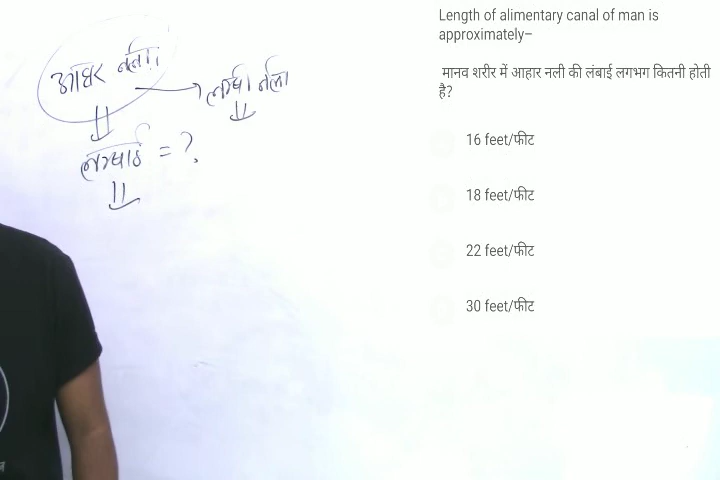 आहार नली।
लम्बी नली
लम्बाई = ?
Length of alimentary canal of man is
approximately–
मानव शरीर में आहार नली की लंबाई लगभग कितनी होती
है?
16 feet/फीट
18 feet/फीट
22 feet/फीट
30 feet/फीट